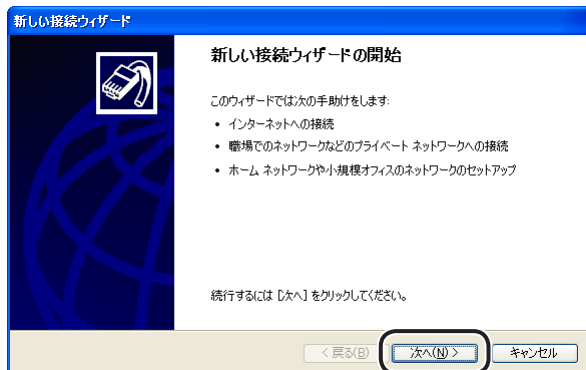 新しい接続ウィザード
新しい接続ウィザードの開始
このウィザードでは次の手助けをします:
• インターネットへの接続
• 職場でのネットワークなどのプライベート ネットワークへの接続
• ホーム ネットワークや小規模オフィスのネットワークのセットアップ
続行するには [次へ] をクリックしてください。
< 戻る(B) 次へ(N) > キャンセル